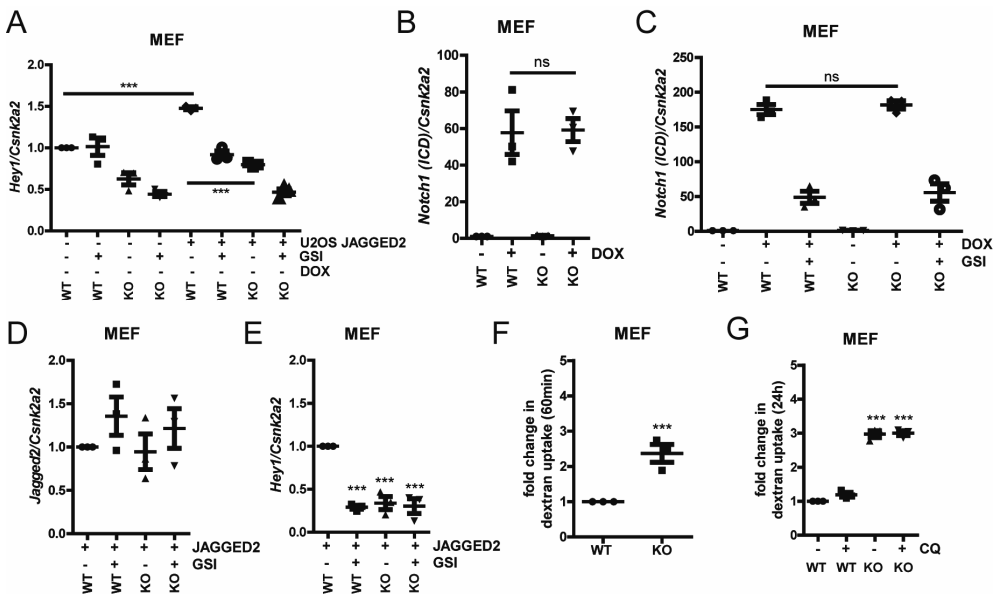 A
MEF
Hey1/Csnk2a2
2.0
1.5
1.0
0.5
0.0
***
***
- - - - + + + + U2OS JAGGED2
- + - + - + - + GSI
- - - - - - - - DOX
WT WT KO KO WT WT KO KO
B
MEF
Notch1 (ICD)/Csnk2a2
100
80
60
40
20
0
ns
- + - + DOX
WT WT KO KO
C
MEF
Notch1 (ICD)/Csnk2a2
250
200
150
100
50
0
ns
- + + - + + DOX
- - + - - + GSI
WT WT WT KO KO KO
D
MEF
Jagged2/Csnk2a2
2.0
1.5
1.0
0.5
0.0
+ + + + JAGGED2
- + - + GSI
WT WT KO KO
E
MEF
Hey1/Csnk2a2
2.0
1.5
1.0
0.5
0.0
*** *** ***
+ + + + JAGGED2
- + - + GSI
WT WT KO KO
F
MEF
fold change in
dextran uptake (60min)
5
4
3
2
1
0
***
WT KO
G
MEF
fold change in
dextran uptake (24h)
5
4
3
2
1
0
*** ***
- + - + CQ
WT WT KO KO